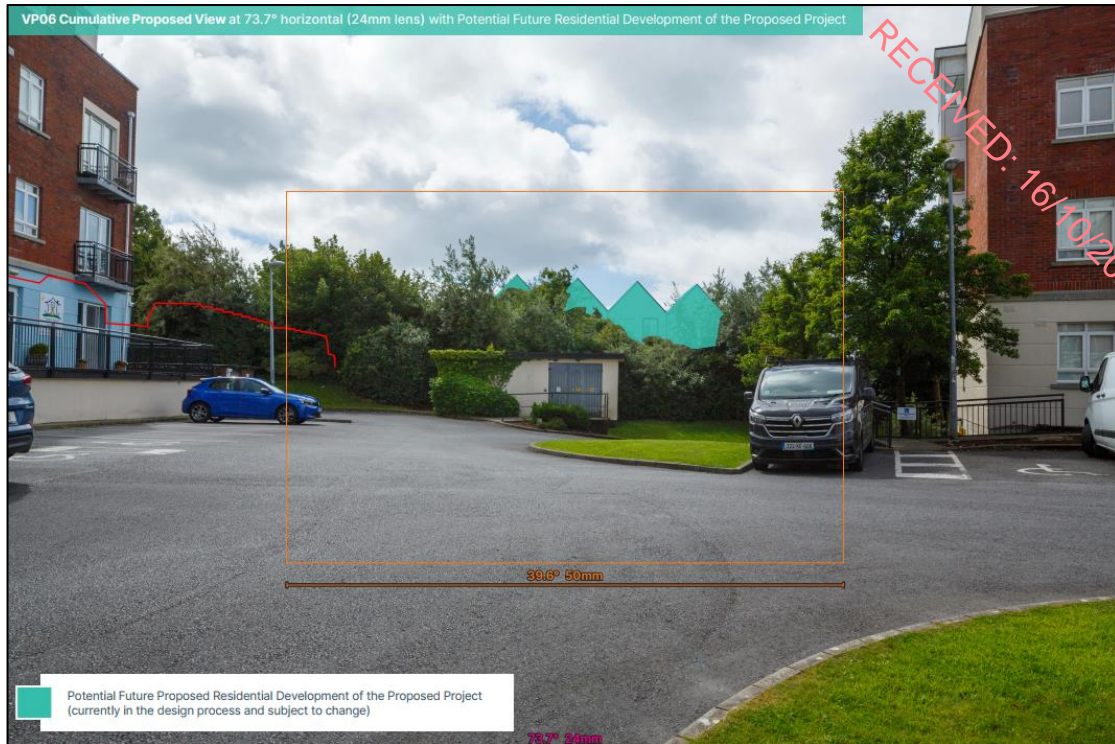 VP06 Cumulative Proposed View at 73.7° horizontal (24mm lens) with Potential Future Residential Development of the Proposed Project
RECEIVED: 16/10/20
39.6° 50mm
Potential Future Proposed Residential Development of the Proposed Project
(currently in the design process and subject to change)
73.7° 24mm